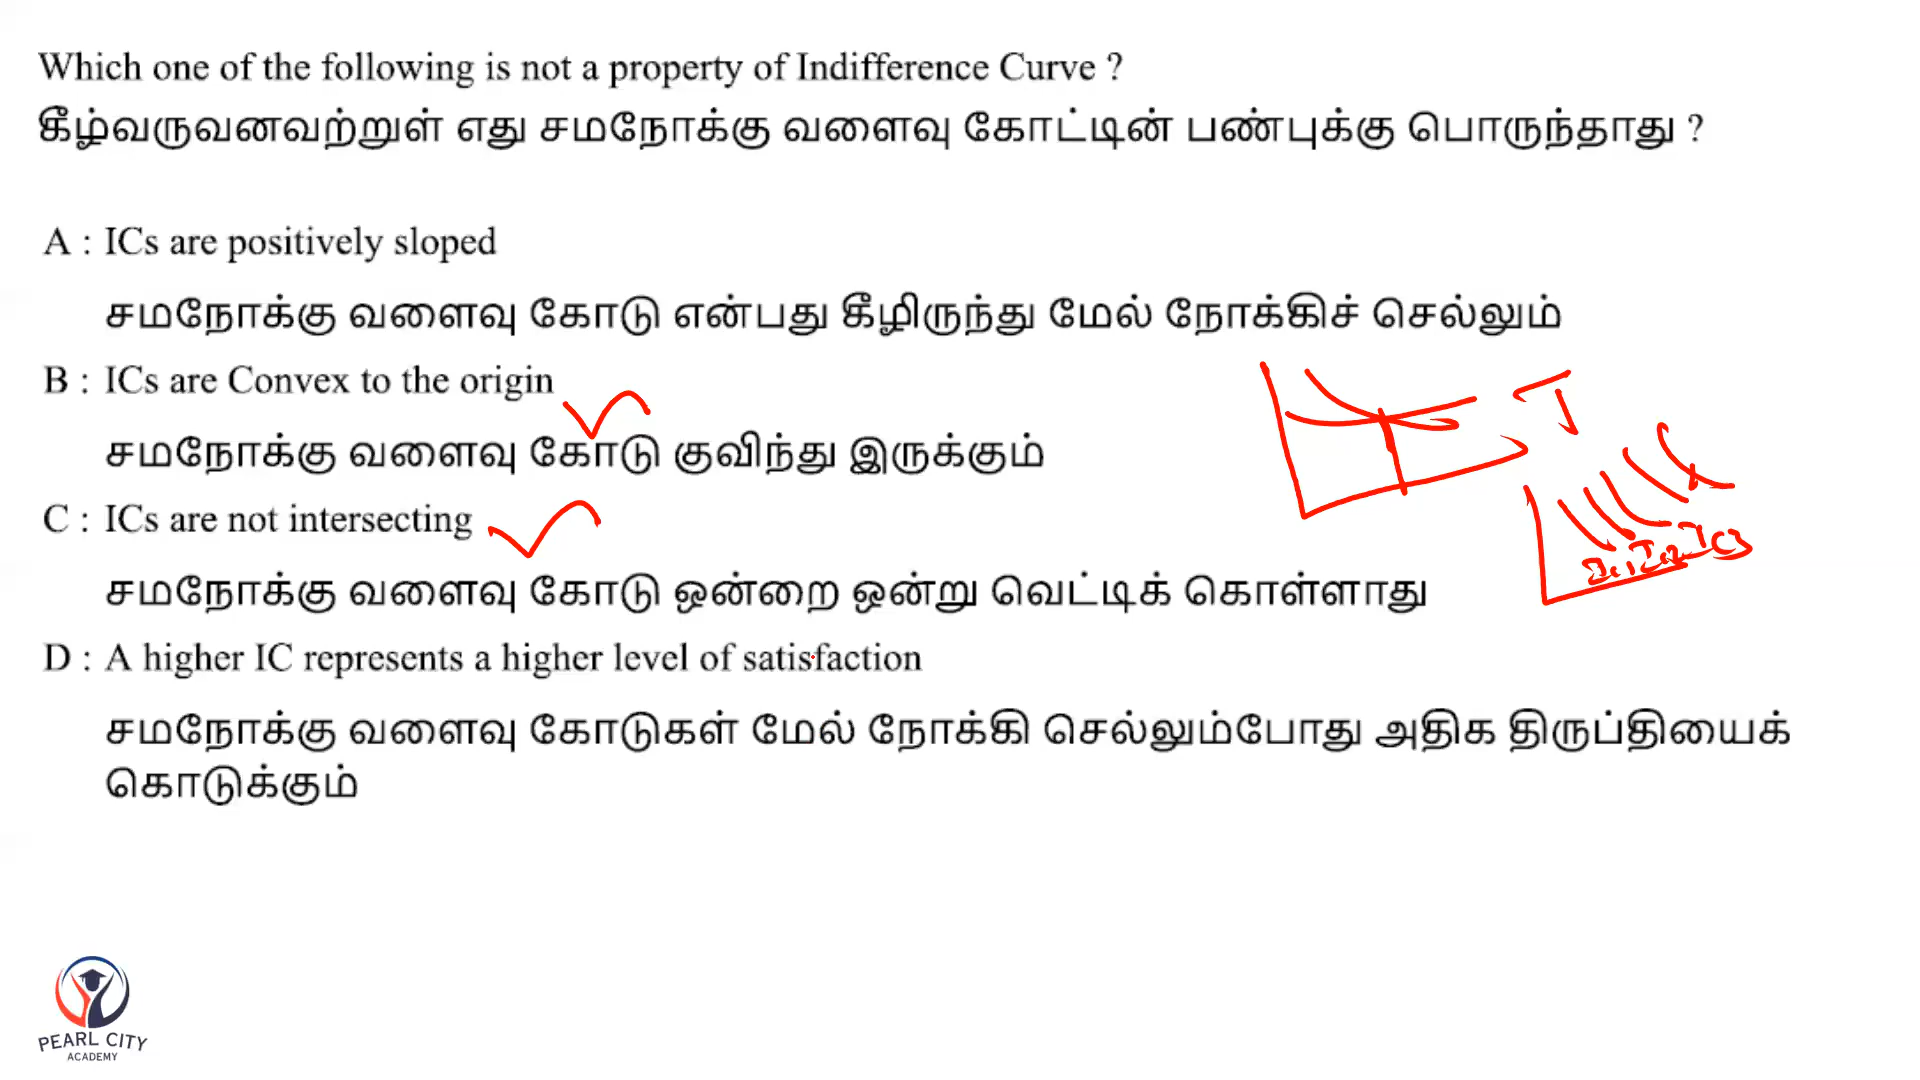 Which one of the following is not a property of Indifference Curve ?
கீழ்வருவனவற்றுள் எது சமநோக்கு வளைவு கோட்டின் பண்புக்கு பொருந்தாது ?
A : ICs are positively sloped
சமநோக்கு வளைவு கோடு என்பது கீழிருந்து மேல் நோக்கிச் செல்லும்
B : ICs are Convex to the origin
சமநோக்கு வளைவு கோடு குவிந்து இருக்கும்
C : ICs are not intersecting
சமநோக்கு வளைவு கோடு ஒன்றை ஒன்று வெட்டிக் கொள்ளாது
D : A higher IC represents a higher level of satisfaction
சமநோக்கு வளைவு கோடுகள் மேல் நோக்கி செல்லும்போது அதிக திருப்தியைக்
கொடுக்கும்
PEARL CITY
ACADEMY